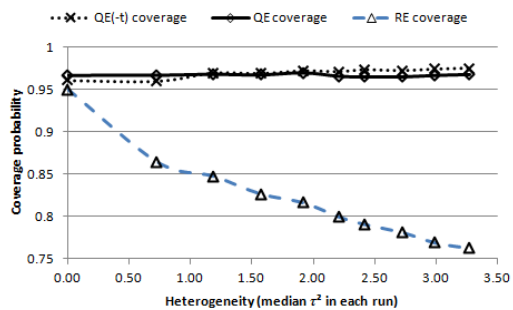 QE(-t) coverage QE coverage RE coverage
1
0.95
0.9
0.85
0.8
0.75
Coverage probability
0.00 0.50 1.00 1.50 2.00 2.50 3.00 3.50
Heterogeneity (median τ² in each run)